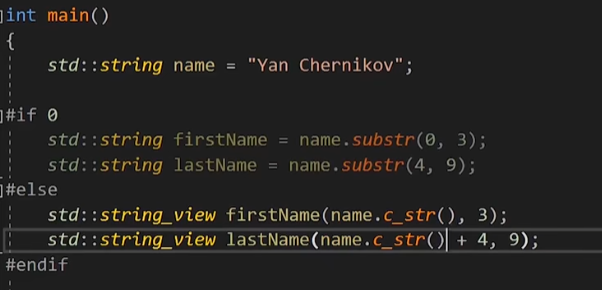 int main()
{
std::string name = "Yan Chernikov";
#if 0
std::string firstName = name.substr(0, 3);
std::string lastName = name.substr(4, 9);
#else
std::string_view firstName(name.c_str(), 3);
std::string_view lastName(name.c_str() + 4, 9);
#endif